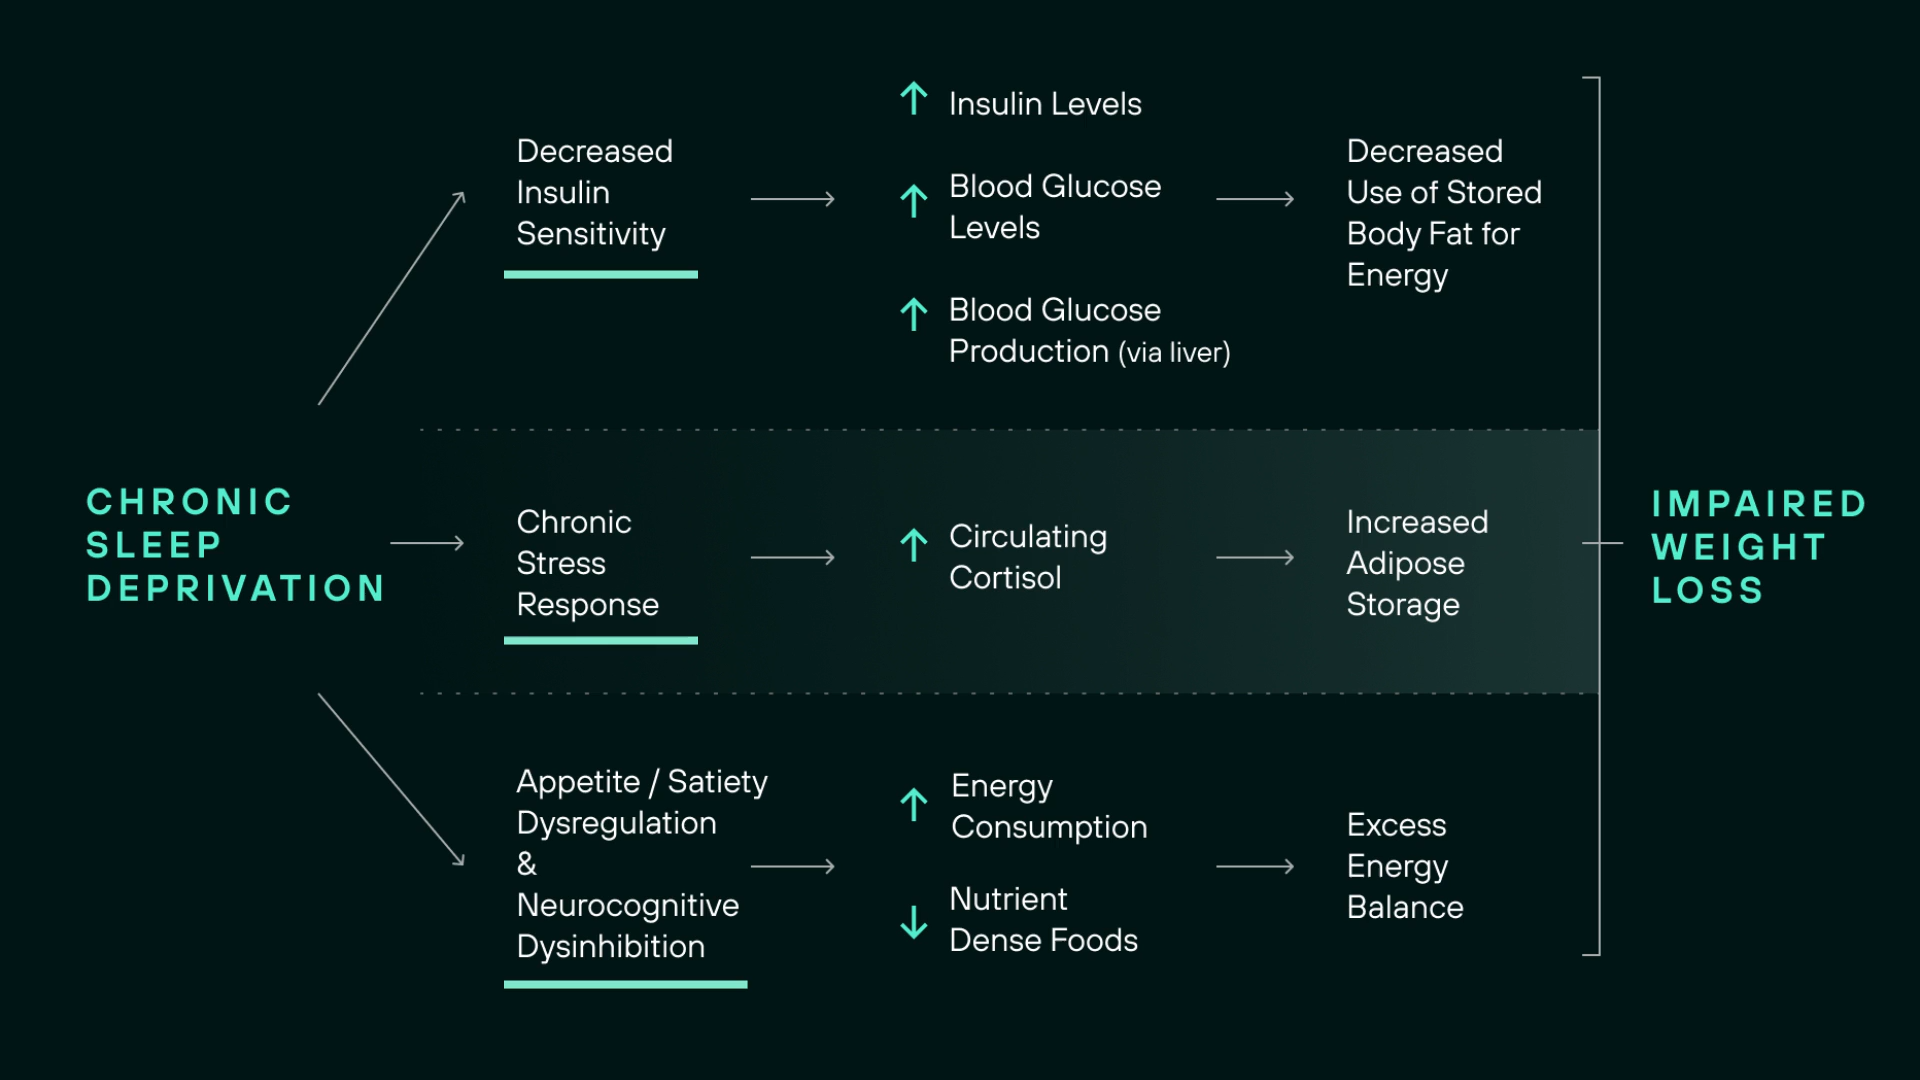 CHRONIC
SLEEP
DEPRIVATION
Decreased
Insulin
Sensitivity
↑ Insulin Levels
↑ Blood Glucose
Levels
↑ Blood Glucose
Production (via liver)
Decreased
Use of Stored
Body Fat for
Energy
Chronic
Stress
Response
↑ Circulating
Cortisol
Increased
Adipose
Storage
Appetite / Satiety
Dysregulation
&
Neurocognitive
Dysinhibition
↑ Energy
Consumption
↓ Nutrient
Dense Foods
Excess
Energy
Balance
IMPAIRED
WEIGHT
LOSS